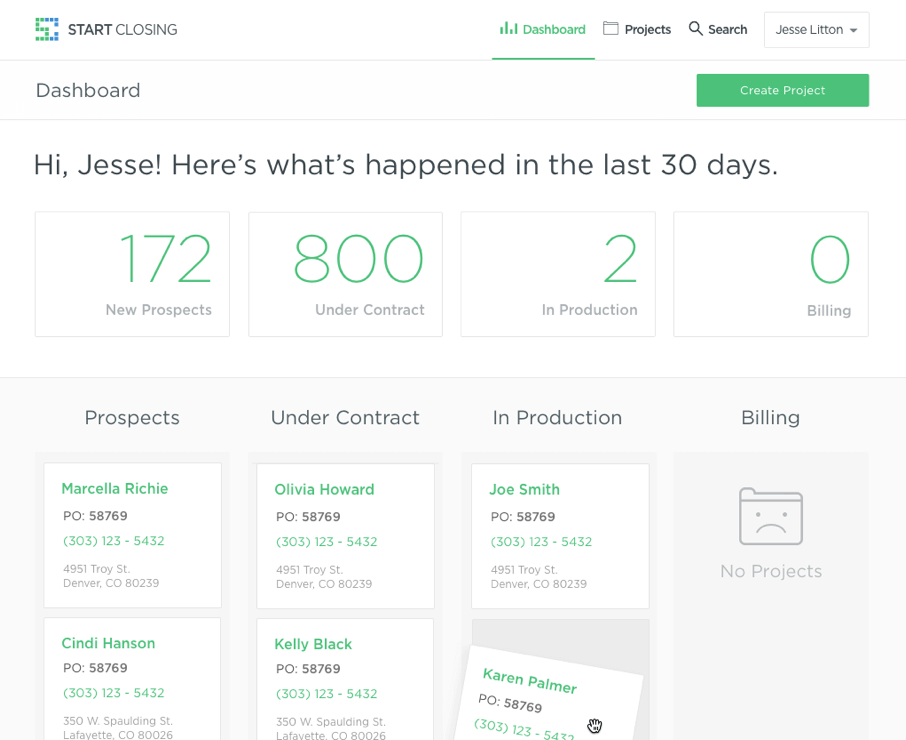 START CLOSING
Dashboard
Projects
Search
Jesse Litton
Dashboard
Create Project
Hi, Jesse! Here's what's happened in the last 30 days.
172
New Prospects
800
Under Contract
2
In Production
0
Billing
Prospects
Marcella Richie
PO: 58769
(303) 123 - 5432
4951 Troy St.
Denver, CO 80239
Cindi Hanson
PO: 58769
(303) 123 - 5432
350 W. Spaulding St.
Lafayette, CO 80026
Under Contract
Olivia Howard
PO: 58769
(303) 123 - 5432
4951 Troy St.
Denver, CO 80239
Kelly Black
PO: 58769
(303) 123 - 5432
350 W. Spaulding St.
Lafayette, CO 80026
In Production
Joe Smith
PO: 58769
(303) 123 - 5432
4951 Troy St.
Denver, CO 80239
Karen Palmer
PO: 58769
(303) 123 - 5432
Billing
No Projects